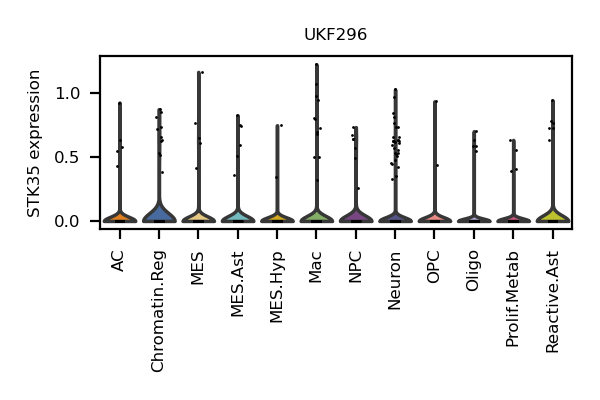 UKF296
STK35 expression
1.0
0.5
0.0
AC
Chromatin.Reg
MES
MES.Ast
MES.Hyp
Mac
NPC
Neuron
OPC
Oligo
Prolif.Metab
Reactive.Ast